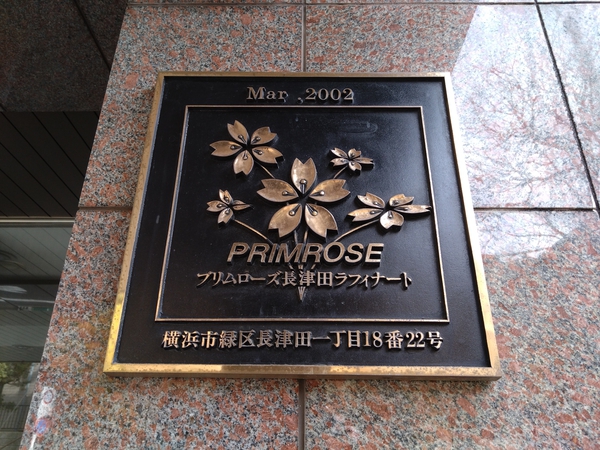 Mar ,2002
PRIMROSE
プリムローズ長津田ラフィナート
横浜市緑区長津田一丁目18番22号